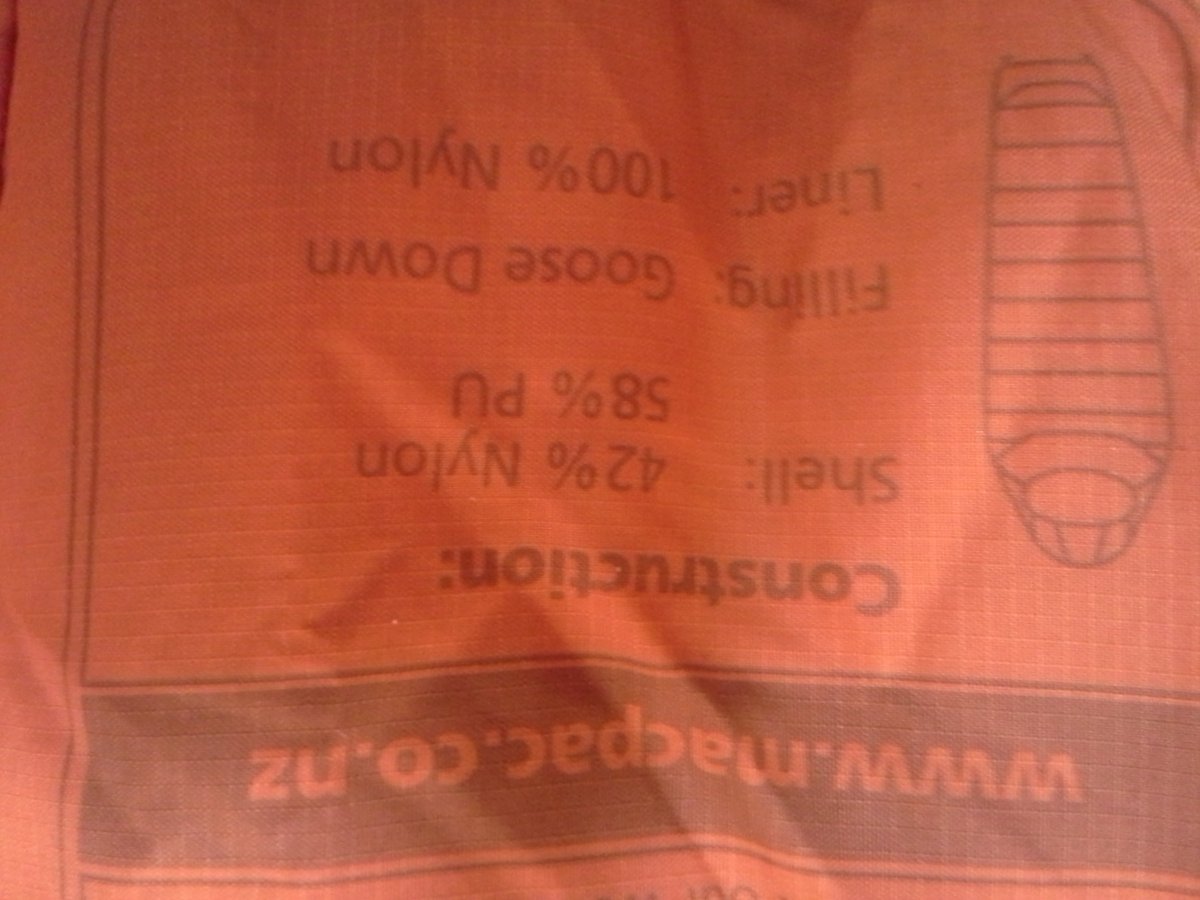 www.macpac.co.nz
Construction:
Shell: 42% Nylon
58% PU
Filling: Goose Down
Liner: 100% Nylon